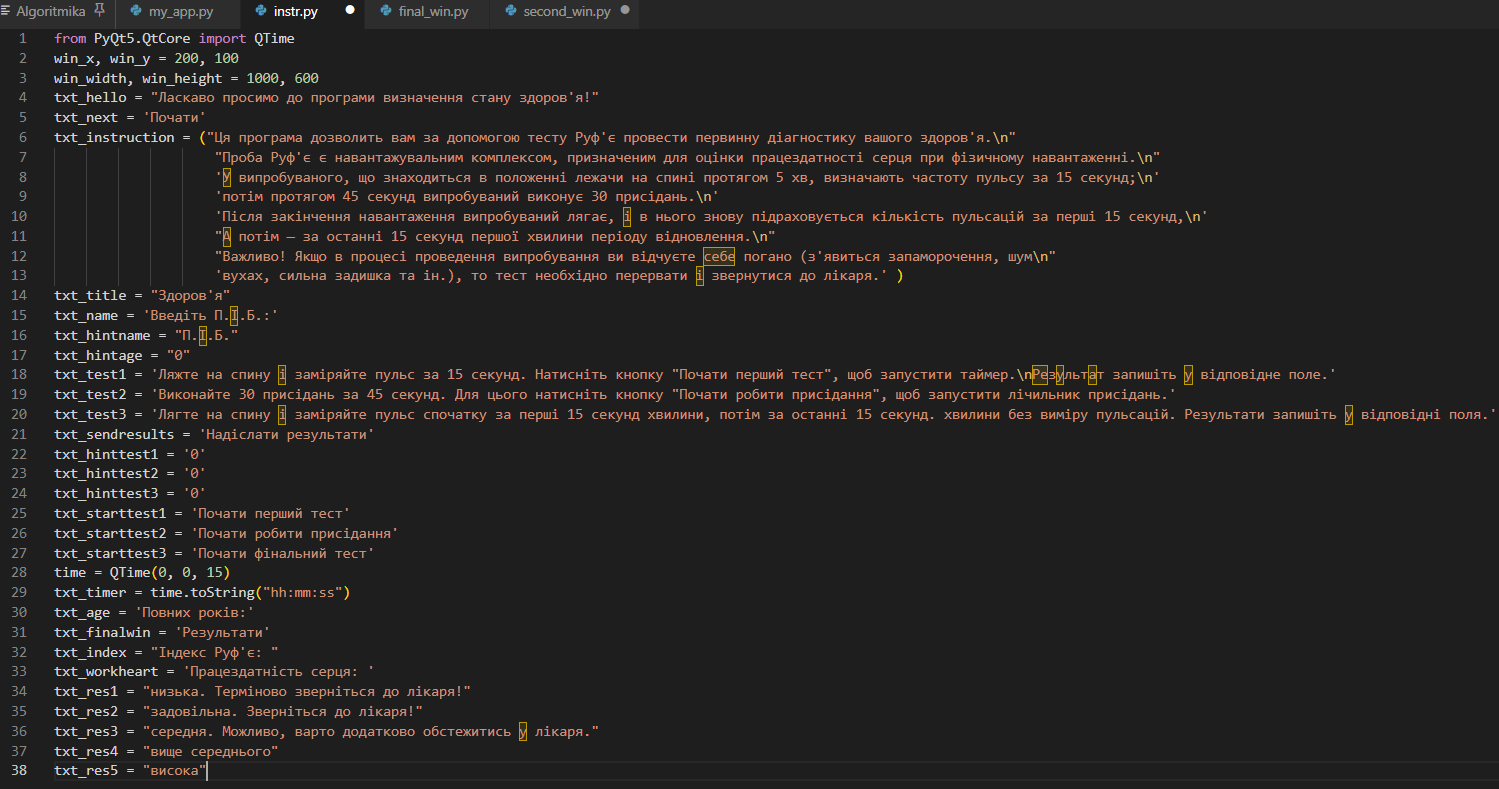 Algoritmika my_app.py instr.py final_win.py second_win.py
1 from PyQt5.QtCore import QTime
2 win_x, win_y = 200, 100
3 win_width, win_height = 1000, 600
4 txt_hello = "Ласкаво просимо до програми визначення стану здоров'я!"
5 txt_next = 'Почати'
6 txt_instruction = ("Ця програма дозволить вам за допомогою тесту Руф'є провести первинну діагностику вашого здоров'я.\n"
7 "Проба Руф'є є навантажувальним комплексом, призначеним для оцінки працездатності серця при фізичному навантаженні.\n"
8 'У випробуваного, що знаходиться в положенні лежачи на спині протягом 5 хв, визначають частоту пульсу за 15 секунд;\n'
9 'потім протягом 45 секунд випробуваний виконує 30 присідань.\n'
10 'Після закінчення навантаження випробуваний лягає, і в нього знову підраховується кількість пульсацій за перші 15 секунд,\n'
11 "А потім — за останні 15 секунд першої хвилини періоду відновлення.\n"
12 "Важливо! Якщо в процесі проведення випробування ви відчуєте себе погано (з'явиться запаморочення, шум\n"
13 'вухах, сильна задишка та ін.), то тест необхідно перервати і звернутися до лікаря.' )
14 txt_title = "Здоров'я"
15 txt_name = 'Введіть П.І.Б.:'
16 txt_hintname = "П.І.Б."
17 txt_hintage = "0"
18 txt_test1 = 'Ляжте на спину і заміряйте пульс за 15 секунд. Натисніть кнопку "Почати перший тест", щоб запустити таймер.\nРезультат запишіть у відповідне поле.'
19 txt_test2 = 'Виконайте 30 присідань за 45 секунд. Для цього натисніть кнопку "Почати робити присідання", щоб запустити лічильник присідань.'
20 txt_test3 = 'Лягте на спину і заміряйте пульс спочатку за перші 15 секунд хвилини, потім за останні 15 секунд. хвилини без виміру пульсацій. Результати запишіть у відповідні поля.'
21 txt_sendresults = 'Надіслати результати'
22 txt_hinttest1 = '0'
23 txt_hinttest2 = '0'
24 txt_hinttest3 = '0'
25 txt_starttest1 = 'Почати перший тест'
26 txt_starttest2 = 'Почати робити присідання'
27 txt_starttest3 = 'Почати фінальний тест'
28 time = QTime(0, 0, 15)
29 txt_timer = time.toString("hh:mm:ss")
30 txt_age = 'Повних років:'
31 txt_finalwin = 'Результати'
32 txt_index = "Індекс Руф'є: "
33 txt_workheart = 'Працездатність серця: '
34 txt_res1 = "низька. Терміново зверніться до лікаря!"
35 txt_res2 = "задовільна. Зверніться до лікаря!"
36 txt_res3 = "середня. Можливо, варто додатково обстежитись у лікаря."
37 txt_res4 = "вище середнього"
38 txt_res5 = "висока"